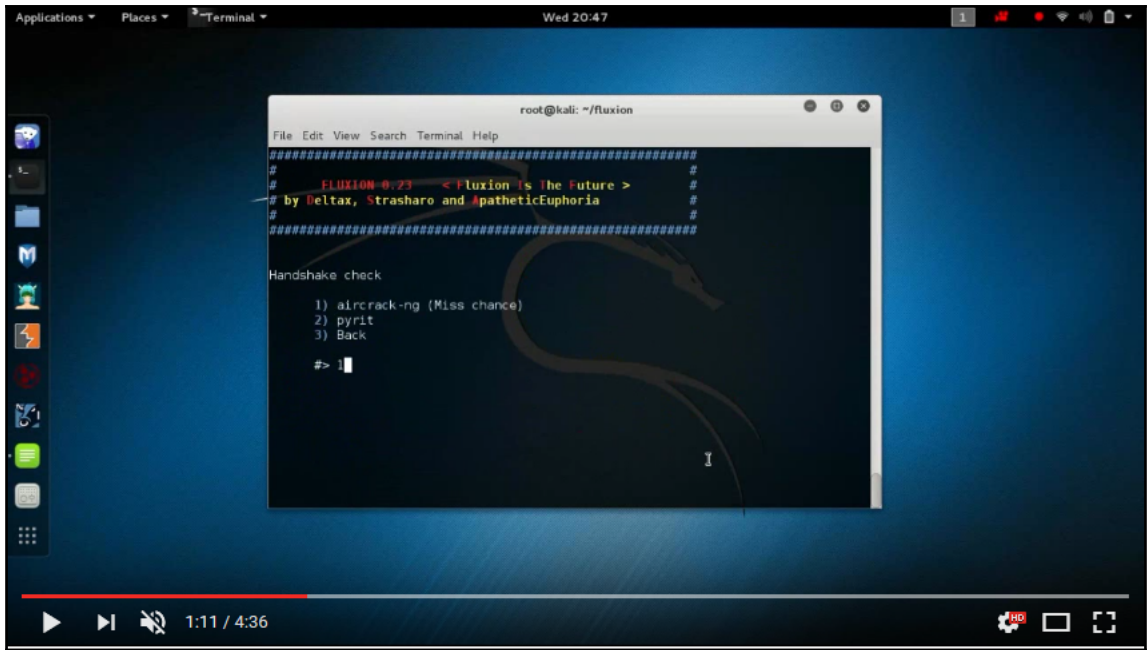 Applications Places Terminal Wed 20:47 1
root@kali: ~/fluxion
File Edit View Search Terminal Help
#########################################################
# #
# FLUXION 0.23 < Fluxion Is The Future > #
# by Deltax, Strasharo and ApatheticEuphoria #
# #
#########################################################
Handshake check
1) aircrack-ng (Miss chance)
2) pyrit
3) Back
#> 1
1:11 / 4:36 HD